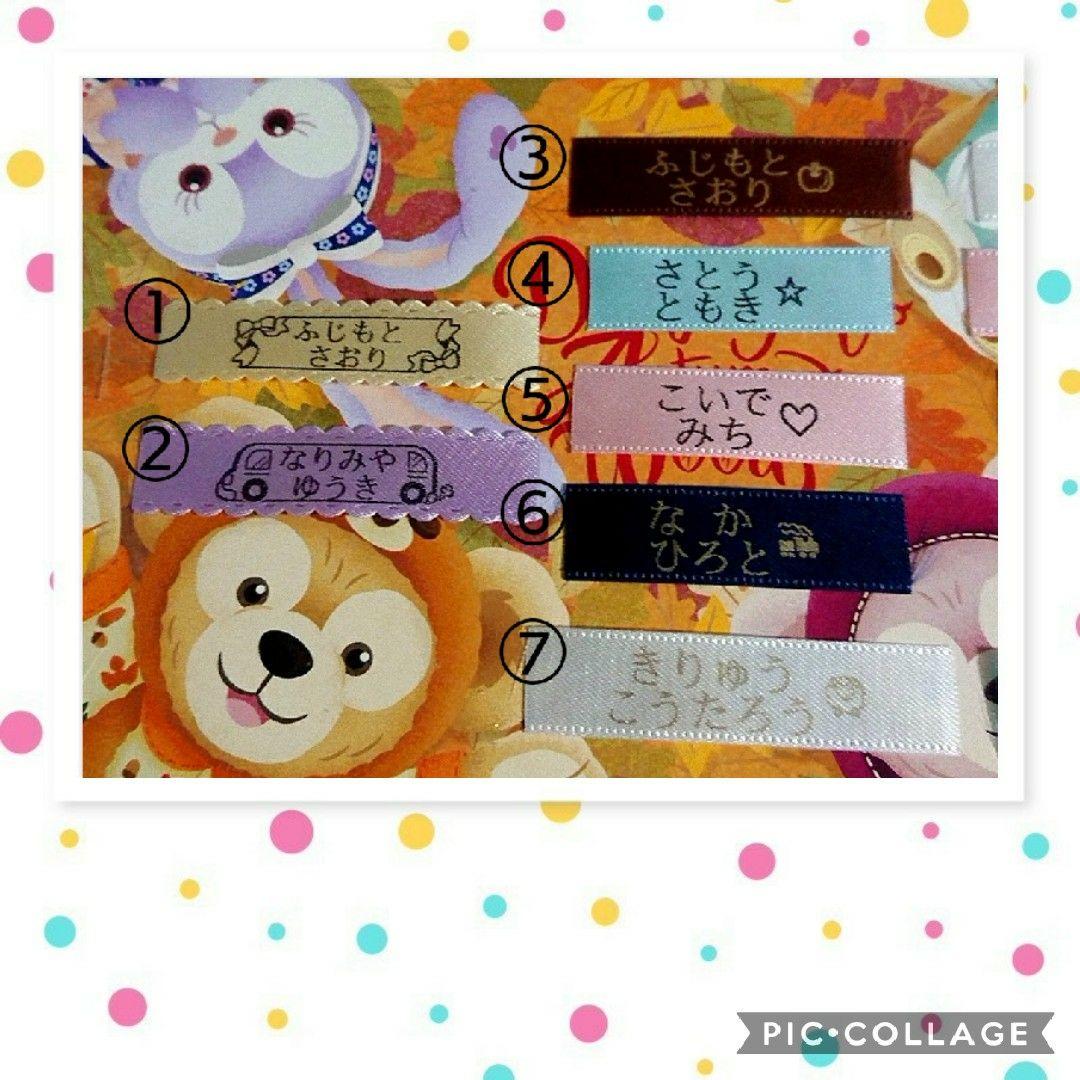 ①
ふじもと
さおり
②
なりみや
ゆうき
③
ふじもと
さおり
④
さとう
ともき
⑤
こいで
みち
⑥
なか
ひろと
⑦
きりゅう
こうたろう
PIC•COLLAGE